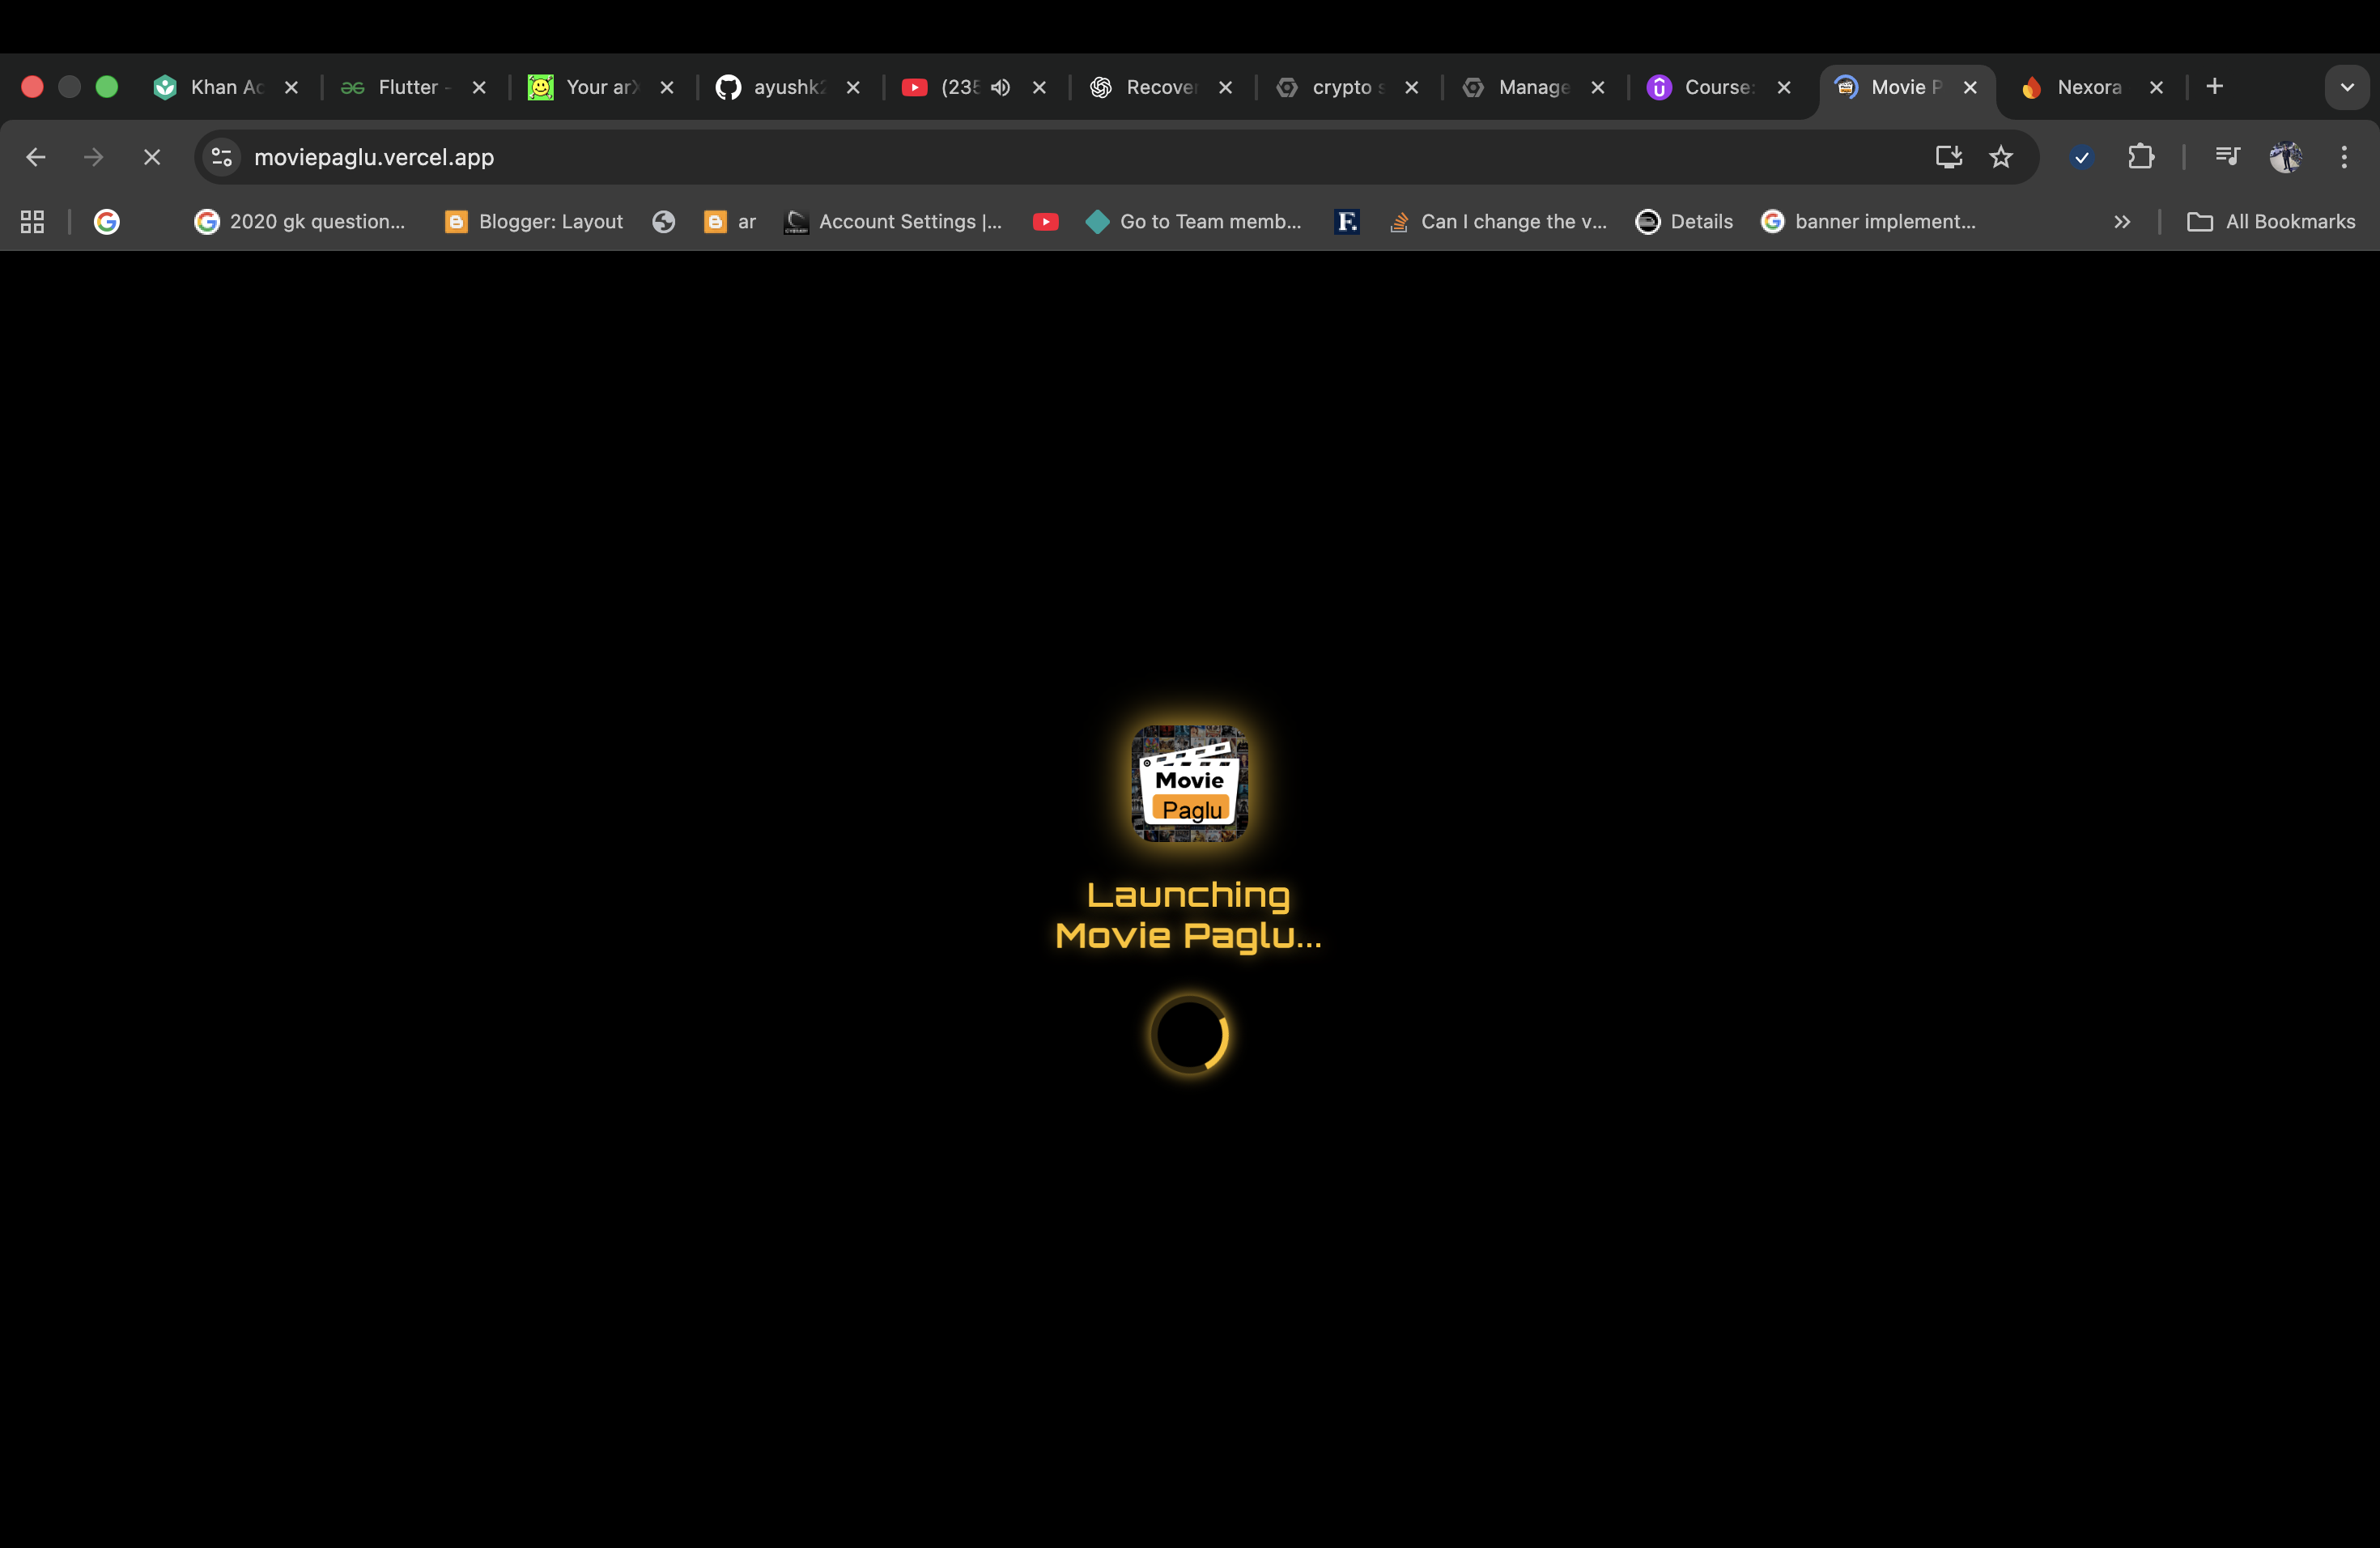 Khan Ac
Flutter -
Your arX
ayushk2
(235
Recover
crypto s
Manage
Course:
Movie P
Nexora
moviepaglu.vercel.app
2020 gk question...
Blogger: Layout
ar
Account Settings |...
Go to Team memb...
F.
Can I change the v...
Details
banner implement...
All Bookmarks
Movie
Paglu
Launching
Movie Paglu...